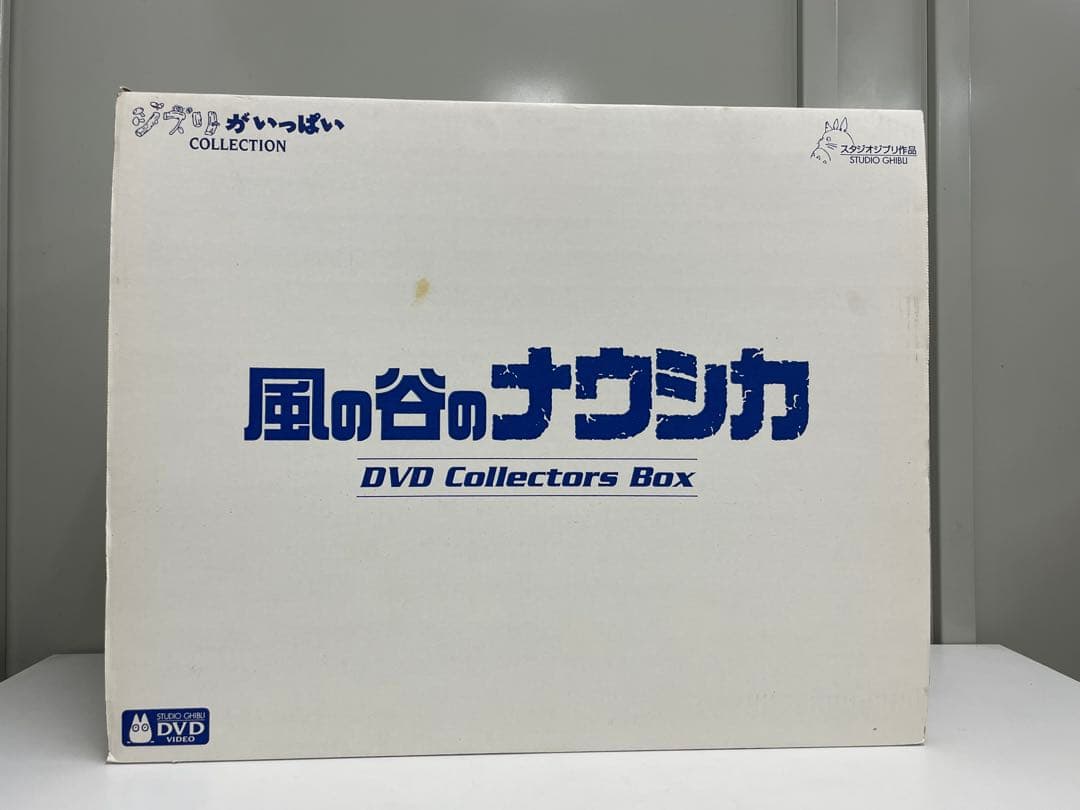 ジブリがいっぱい
COLLECTION
スタジオジブリ作品
STUDIO GHIBLI
風の谷のナウシカ
DVD Collectors Box
STUDIO GHIBLI
DVD
VIDEO